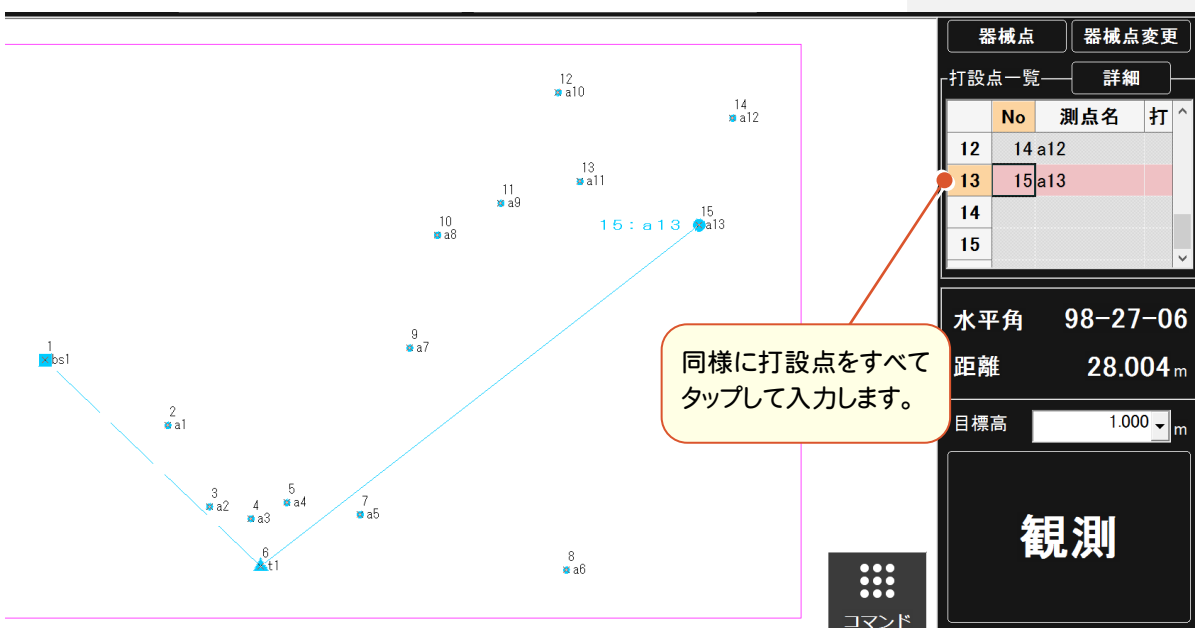 器械点 器械点変更
打設点一覧 詳細
No 測点名 打
12 14 a12
13 15 a13
14
15
水平角 98-27-06
距離 28.004 m
目標高 1.000 m
観測
コマンド
同様に打設点をすべて
タップして入力します。
12
a10
14
a12
13
a11
11
a9
15
15:a13 a13
10
a8
9
a7
1
bs1
2
a1
3
a2
4
a3
5
a4
7
a5
6
t1
8
a6